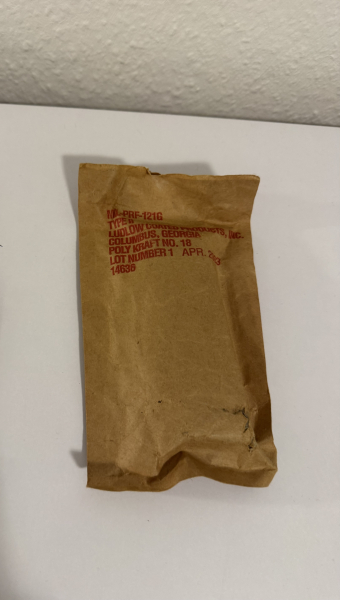 MIL-PRF-121G
TYPE II
LUDLOW COATED PRODUCTS, INC.
COLUMBUS, GEORGIA
POLY KRAFT NO. 18
LOT NUMBER 1 APR.
14636